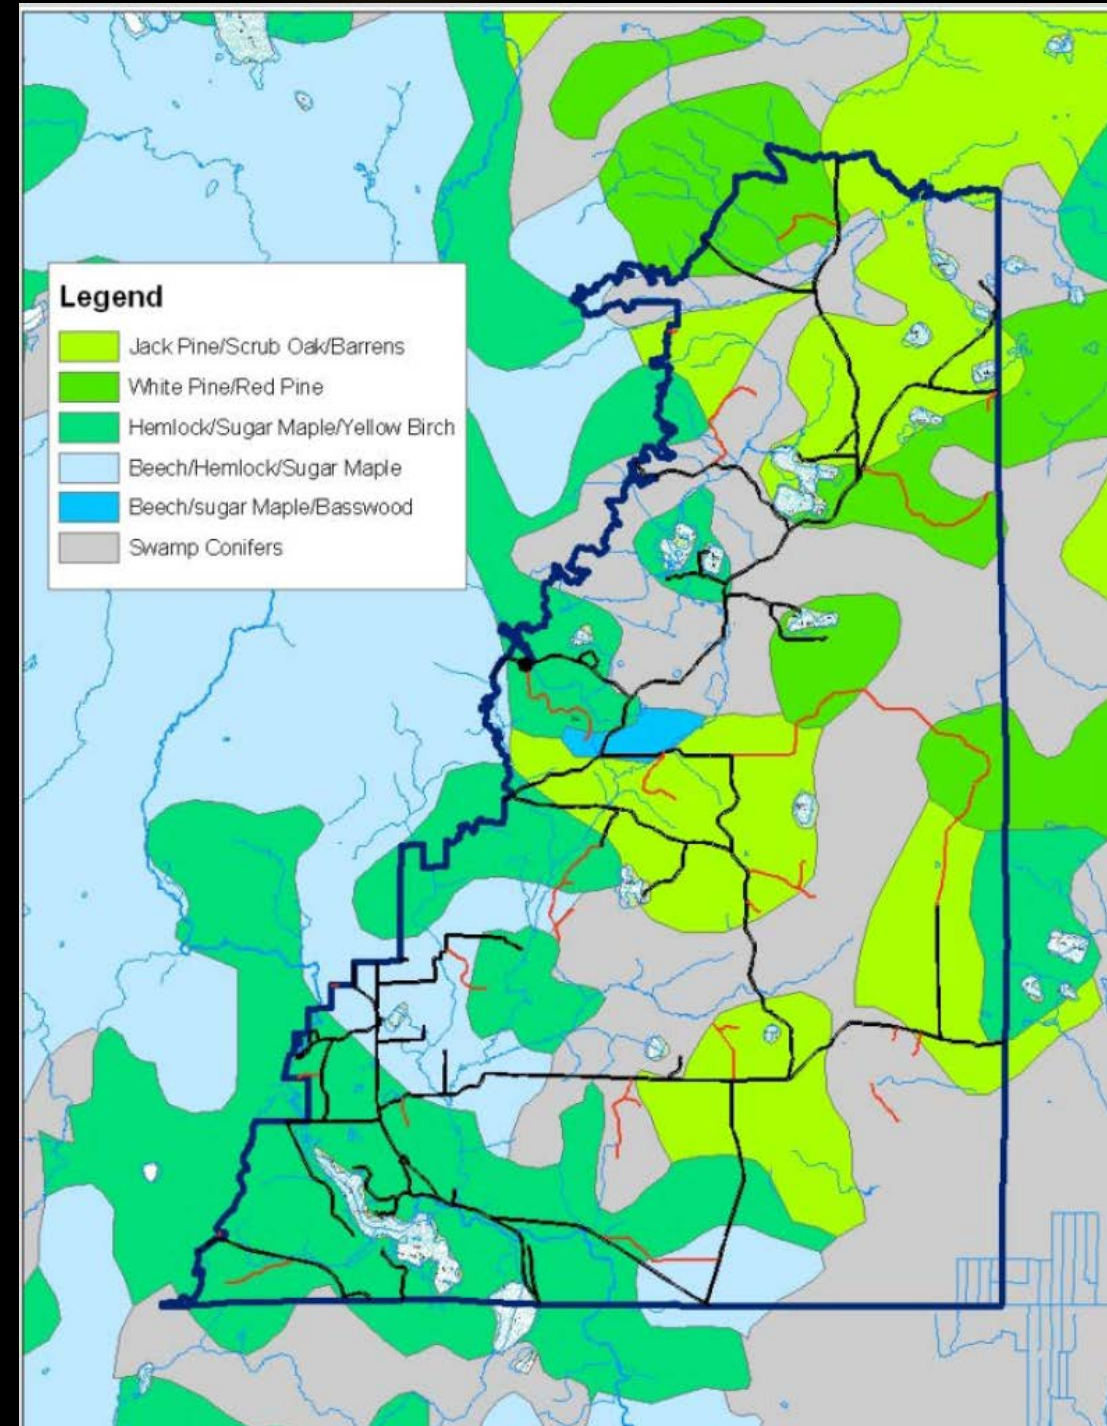 Legend
Jack Pine/Scrub Oak/Barrens
White Pine/Red Pine
Hemlock/Sugar Maple/Yellow Birch
Beech/Hemlock/Sugar Maple
Beech/sugar Maple/Basswood
Swamp Conifers